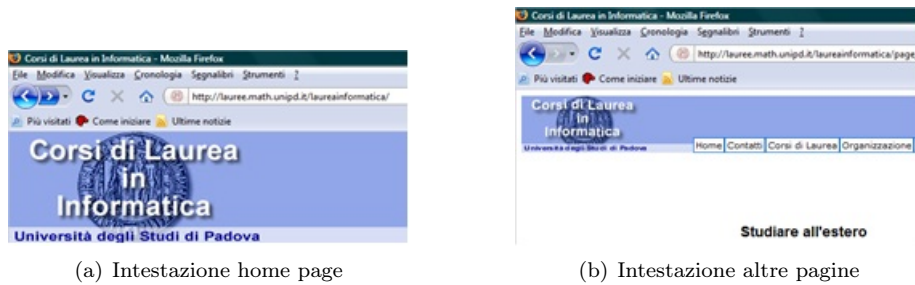 Corsi di Laurea in Informatica - Mozilla Firefox
File Modifica Visualizza Cronologia Segnalibri Strumenti ?
http://lauree.math.unipd.it/laureainformatica/
Più visitati Come iniziare Ultime notizie
Corsi di Laurea
in
Informatica
Università degli Studi di Padova
(a) Intestazione home page
Corsi di Laurea in Informatica - Mozilla Firefox
File Modifica Visualizza Cronologia Segnalibri Strumenti ?
http://lauree.math.unipd.it/laureainformatica/page
Più visitati Come iniziare Ultime notizie
Corsi di Laurea
in
Informatica
Università degli Studi di Padova
Home Contatti Corsi di Laurea Organizzazione
Studiare all'estero
(b) Intestazione altre pagine